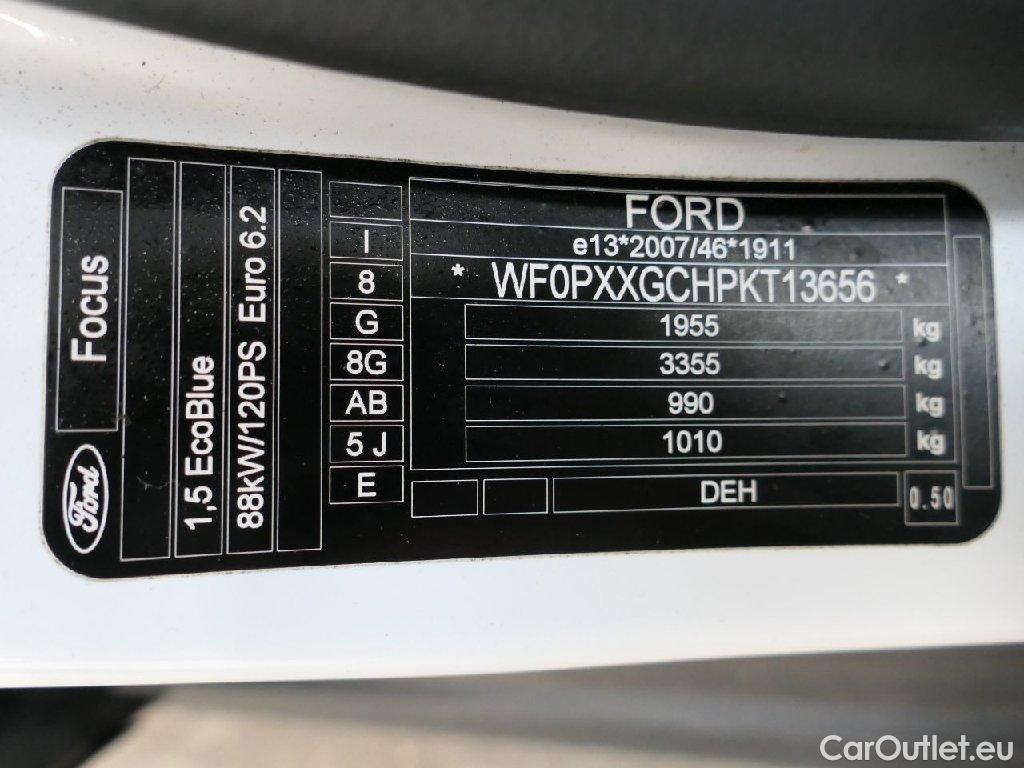 Ford
Focus
1,5 EcoBlue
88kW/120PS Euro 6.2
I
8
G
8G
AB
5 J
E
FORD
e13*2007/46*1911
* WF0PXXGCHPKT13656 *
1955 kg
3355 kg
990 kg
1010 kg
DEH
0.50
CarOutlet.eu